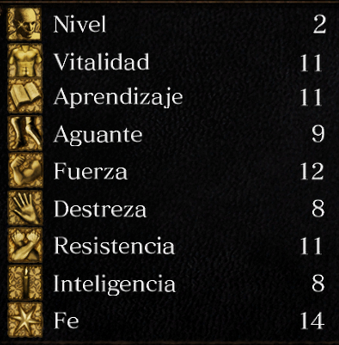 Nivel 2
Vitalidad 11
Aprendizaje 11
Aguante 9
Fuerza 12
Destreza 8
Resistencia 11
Inteligencia 8
Fe 14